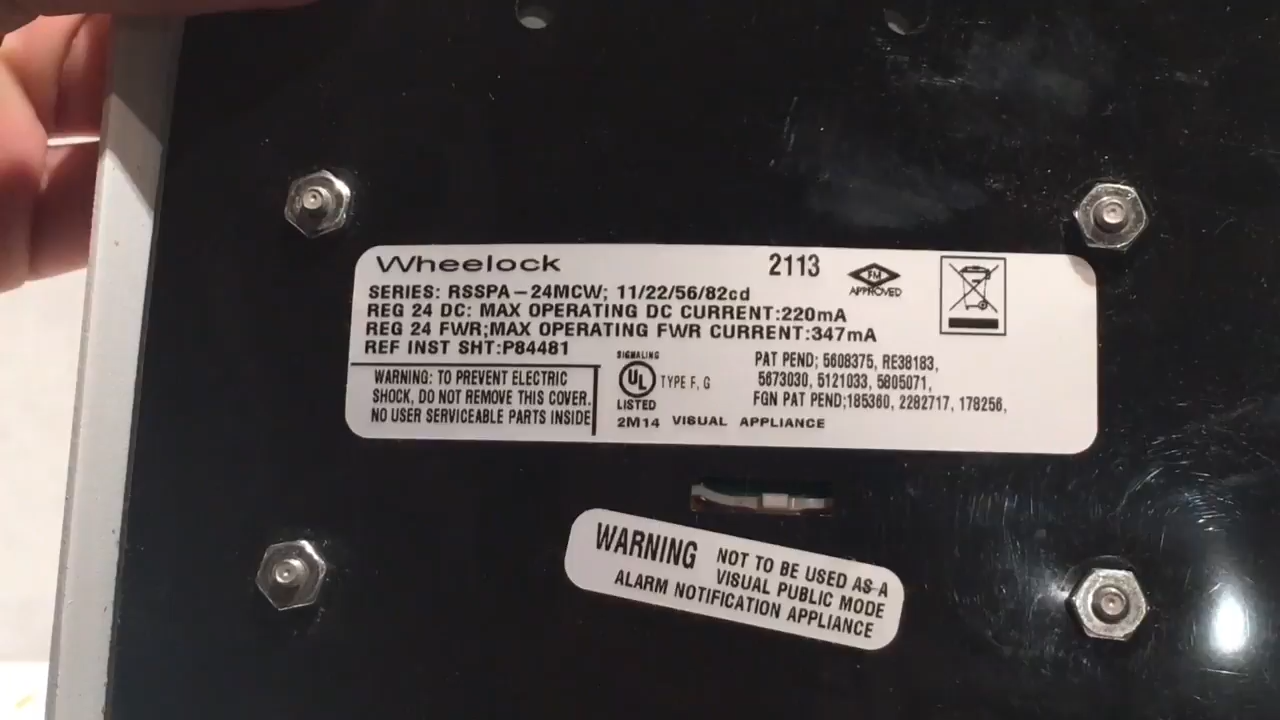 Wheelock 2113 FM APPROVED
SERIES: RSSPA-24MCW; 11/22/56/82cd
REG 24 DC: MAX OPERATING DC CURRENT:220mA
REG 24 FWR;MAX OPERATING FWR CURRENT:347mA
REF INST SHT:P84481
WARNING: TO PREVENT ELECTRIC
SHOCK, DO NOT REMOVE THIS COVER.
NO USER SERVICEABLE PARTS INSIDE
SIGNALING
UL TYPE F, G
LISTED
2M14 VISUAL APPLIANCE
PAT PEND; 5608375, RE38183,
5673030, 5121033, 5805071,
FGN PAT PEND;185360, 2282717, 178256,
WARNING NOT TO BE USED AS A
VISUAL PUBLIC MODE
ALARM NOTIFICATION APPLIANCE